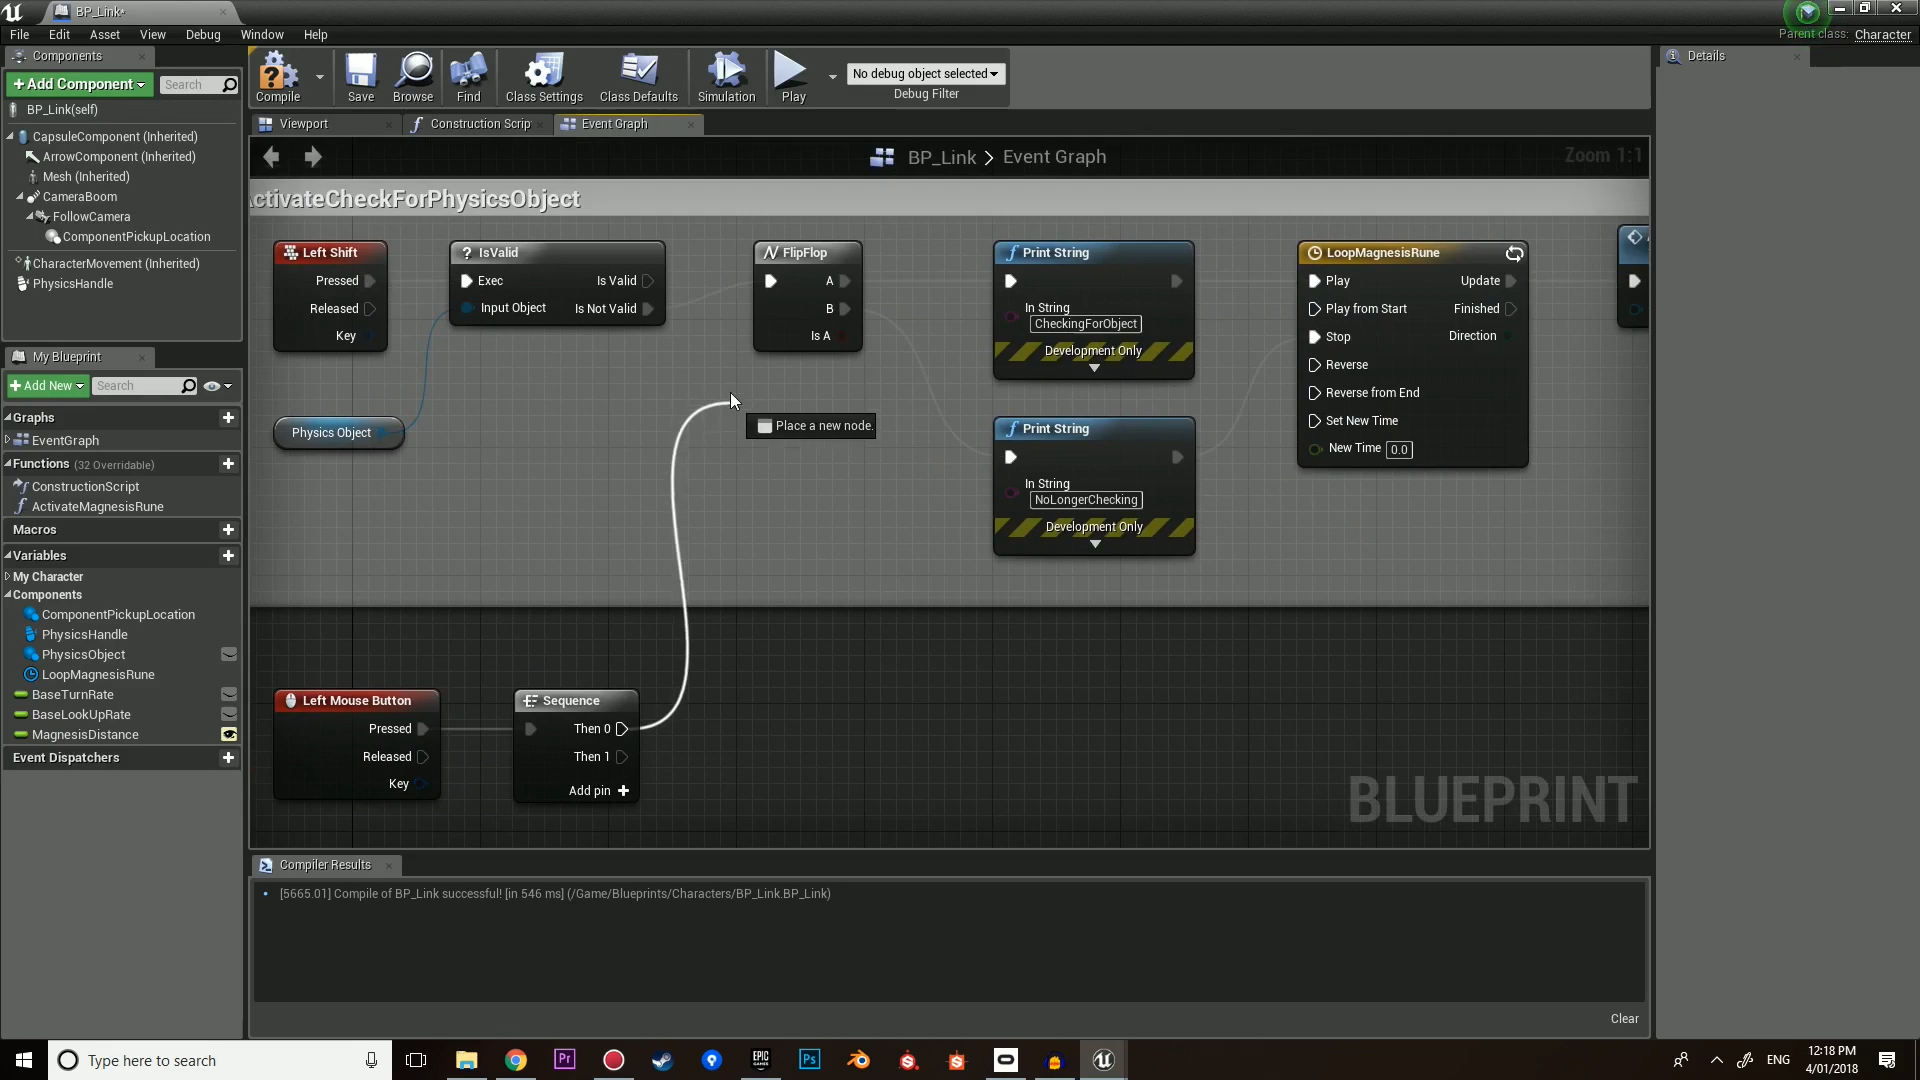 BP_Link*
File Edit Asset View Debug Window Help
Parent class: Character
Components
+Add Component
Search
BP_Link(self)
CapsuleComponent (Inherited)
ArrowComponent (Inherited)
Mesh (Inherited)
CameraBoom
FollowCamera
ComponentPickupLocation
CharacterMovement (Inherited)
PhysicsHandle
My Blueprint
+Add New
Search
Graphs
EventGraph
Functions (32 Overridable)
ConstructionScript
ActivateMagnesisRune
Macros
Variables
My Character
Components
ComponentPickupLocation
PhysicsHandle
PhysicsObject
LoopMagnesisRune
BaseTurnRate
BaseLookUpRate
MagnesisDistance
Event Dispatchers
Compile
Save
Browse
Find
Class Settings
Class Defaults
Simulation
Play
No debug object selected
Debug Filter
Viewport
Construction Scrip
Event Graph
BP_Link > Event Graph
Zoom 1:1
ctivateCheckForPhysicsObject
Left Shift
Pressed
Released
Key
Physics Object
? IsValid
Exec
Is Valid
Input Object
Is Not Valid
FlipFlop
A
B
Is A
Place a new node.
Print String
In String
CheckingForObject
Development Only
Print String
In String
NoLongerChecking
Development Only
LoopMagnesisRune
Play
Update
Play from Start
Finished
Stop
Direction
Reverse
Reverse from End
Set New Time
New Time 0.0
Left Mouse Button
Pressed
Released
Key
Sequence
Then 0
Then 1
Add pin +
BLUEPRINT
Compiler Results
[5665.01] Compile of BP_Link successful! [in 546 ms] (/Game/Blueprints/Characters/BP_Link.BP_Link)
Clear
Details
Type here to search
Pr
EPIC GAMES
Ps
ENG
12:18 PM
4/01/2018